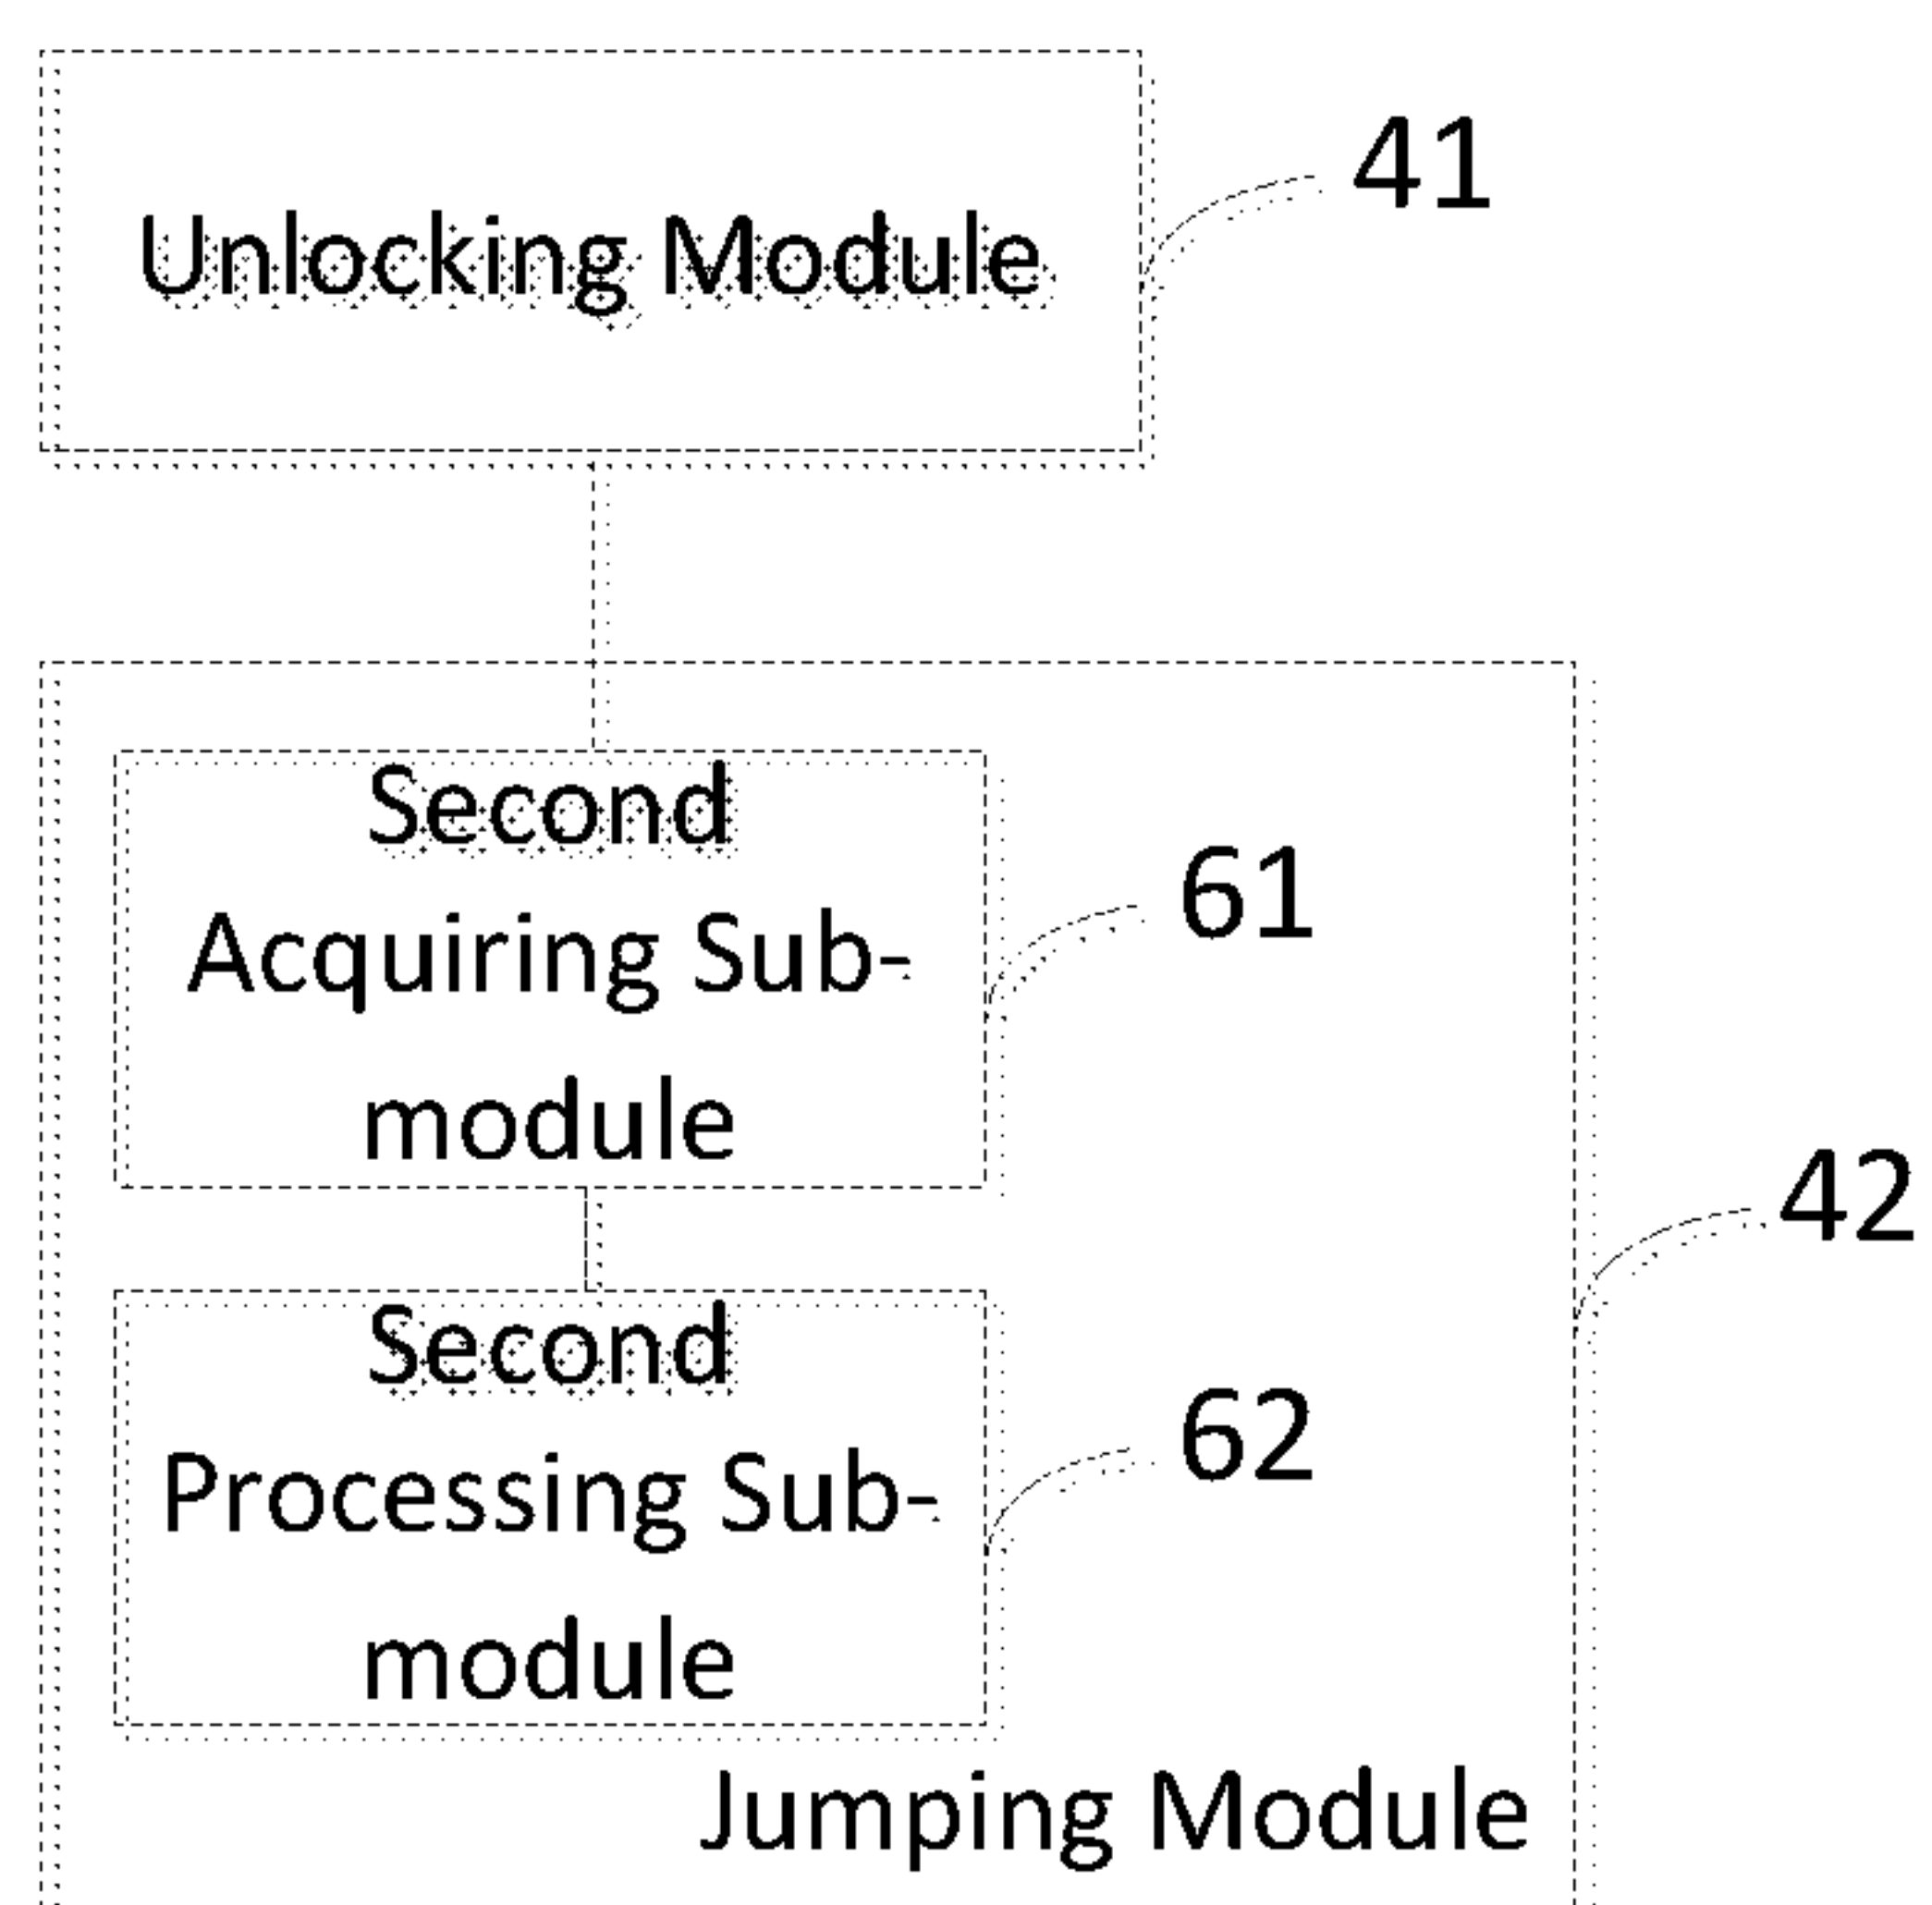 41
Unlocking Module
Second
61
Acquiring Sub-
module
42
Second
62
Processing Sub-
module
Jumping Module